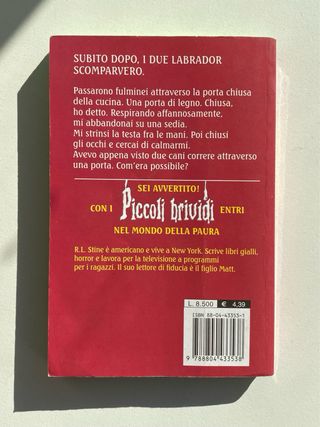 SUBITO DOPO, I DUE LABRADOR
SCOMPARVERO.
Passarono fulminei attraverso la porta chiusa
della cucina. Una porta di legno. Chiusa,
ho detto. Respirando affannosamente,
mi abbandonai su una sedia.
Mi strinsi la testa fra le mani. Poi chiusi
gli occhi e cercai di calmarmi.
Avevo appena visto due cani correre attraverso
una porta. Com'era possibile?
SEI AVVERTITO!
CON I Piccoli brividi ENTRI
NEL MONDO DELLA PAURA
R.L. Stine è americano e vive a New York. Scrive libri gialli,
horror e lavora per la televisione a programmi
per i ragazzi. Il suo lettore di fiducia è il figlio Matt.
L. 8.500 € 4,39
ISBN 88-04-43353-1
9 788804 433538